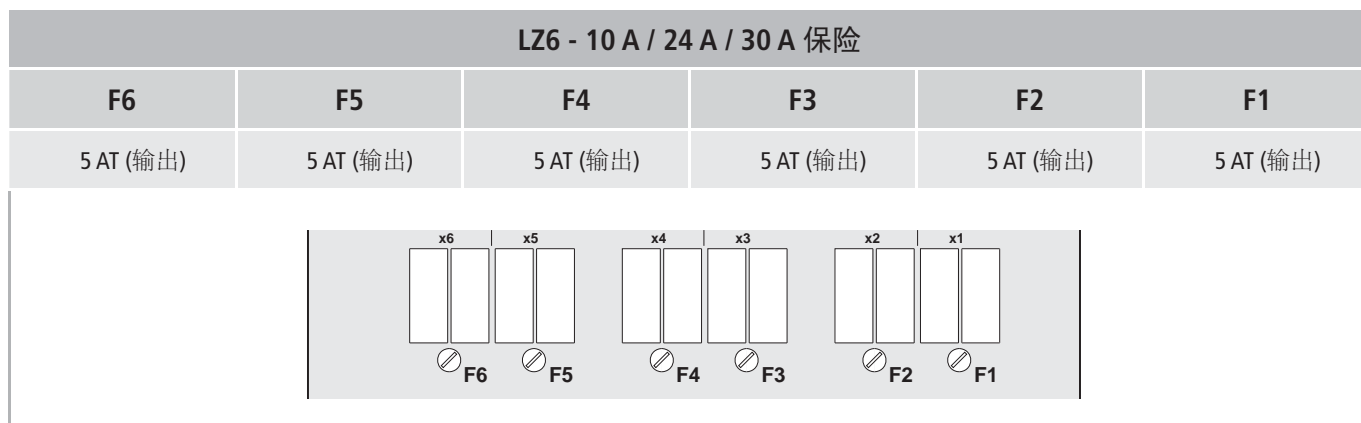 LZ6 - 10 A / 24 A / 30 A 保险
F6 F5 F4 F3 F2 F1
5 AT (输出) 5 AT (输出) 5 AT (输出) 5 AT (输出) 5 AT (输出) 5 AT (输出)
x6 x5 x4 x3 x2 x1
F6 F5 F4 F3 F2 F1